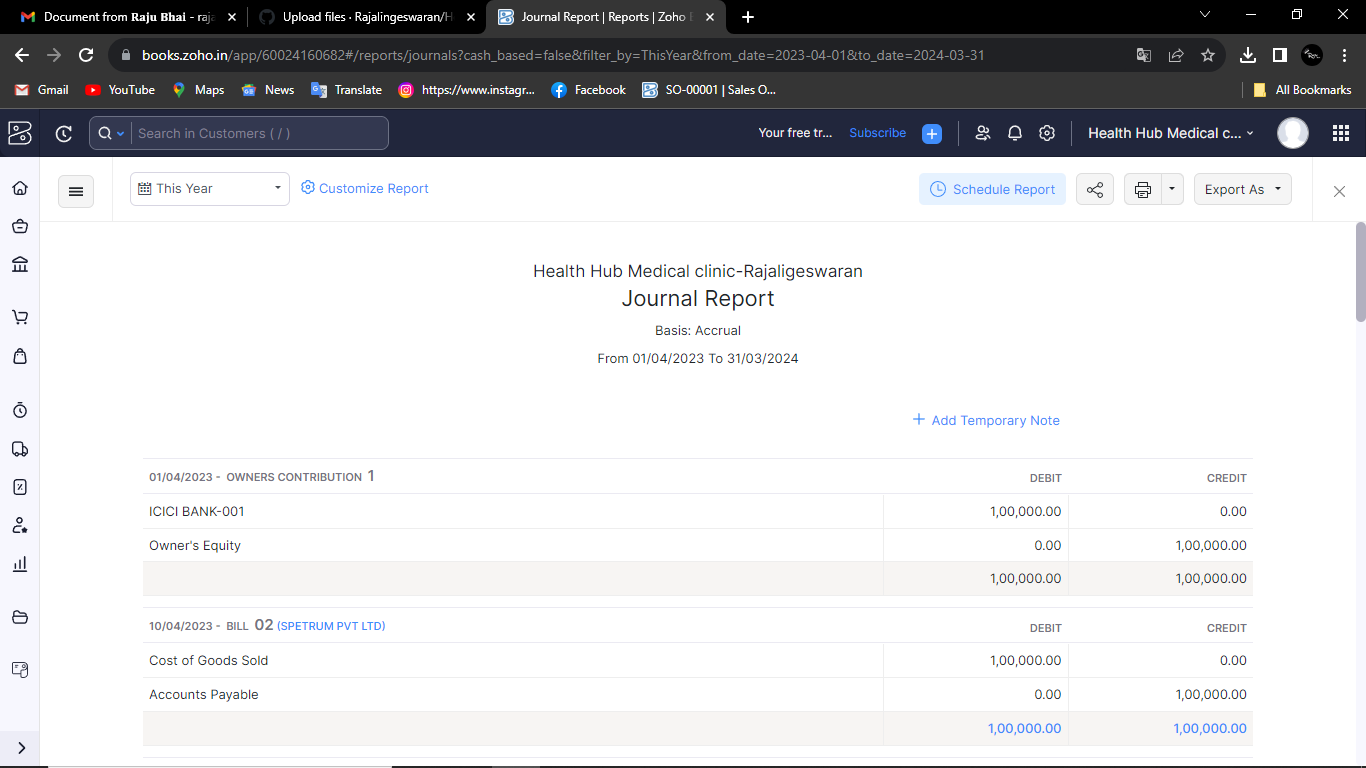 Document from Raju Bhai - raja
Upload files · Rajalingeswaran/H
Journal Report | Reports | Zoho B
books.zoho.in/app/60024160682#/reports/journals?cash_based=false&filter_by=ThisYear&from_date=2023-04-01&to_date=2024-03-31
Gmail YouTube Maps News Translate https://www.instagr... Facebook SO-00001 | Sales O... All Bookmarks
Search in Customers ( / ) Your free tr... Subscribe Health Hub Medical c...
This Year Customize Report Schedule Report Export As
Health Hub Medical clinic-Rajaligeswaran
Journal Report
Basis: Accrual
From 01/04/2023 To 31/03/2024
Add Temporary Note
01/04/2023 - OWNERS CONTRIBUTION 1 DEBIT CREDIT
ICICI BANK-001 1,00,000.00 0.00
Owner's Equity 0.00 1,00,000.00
1,00,000.00 1,00,000.00
10/04/2023 - BILL 02 (SPETRUM PVT LTD) DEBIT CREDIT
Cost of Goods Sold 1,00,000.00 0.00
Accounts Payable 0.00 1,00,000.00
1,00,000.00 1,00,000.00